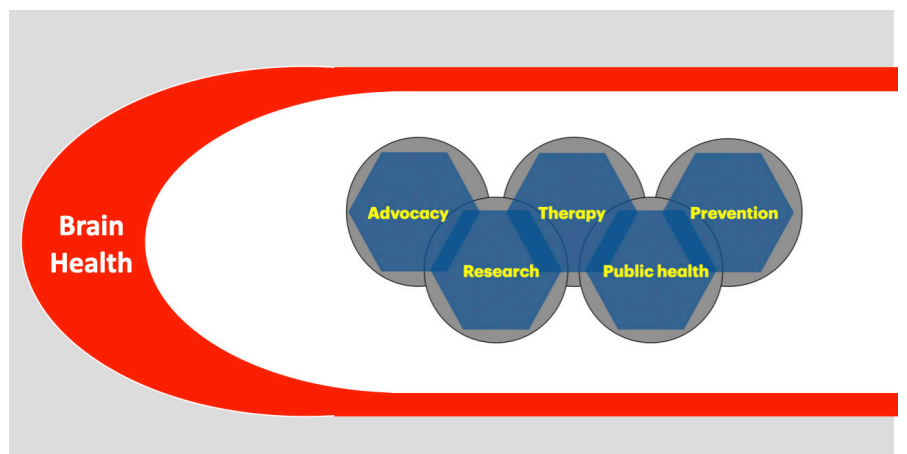 Brain
Health
Advocacy
Therapy
Prevention
Research
Public health